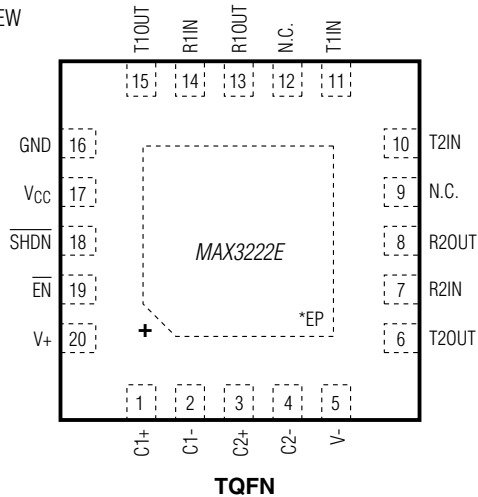 EW
T1OUT
R1IN
R1OUT
N.C.
T1IN
15 14 13 12 11
GND 16
VCC 17
SHDN 18
EN 19
V+ 20
10 T2IN
9 N.C.
8 R2OUT
7 R2IN
6 T2OUT
MAX3222E
*EP
+
1 2 3 4 5
C1+
C1-
C2+
C2-
V-
TQFN